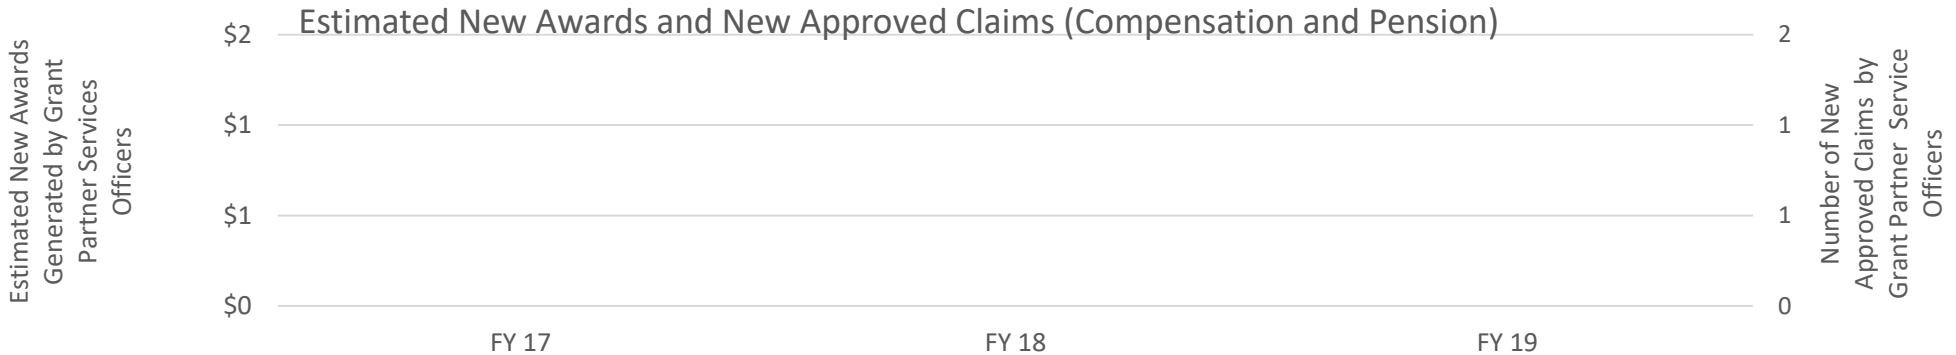 Estimated New Awards and New Approved Claims (Compensation and Pension)
Estimated New Awards
Generated by Grant
Partner Services
Officers
$2
$1
$1
$0
2
1
1
0
Number of New
Approved Claims by
Grant Partner Service
Officers
FY 17
FY 18
FY 19